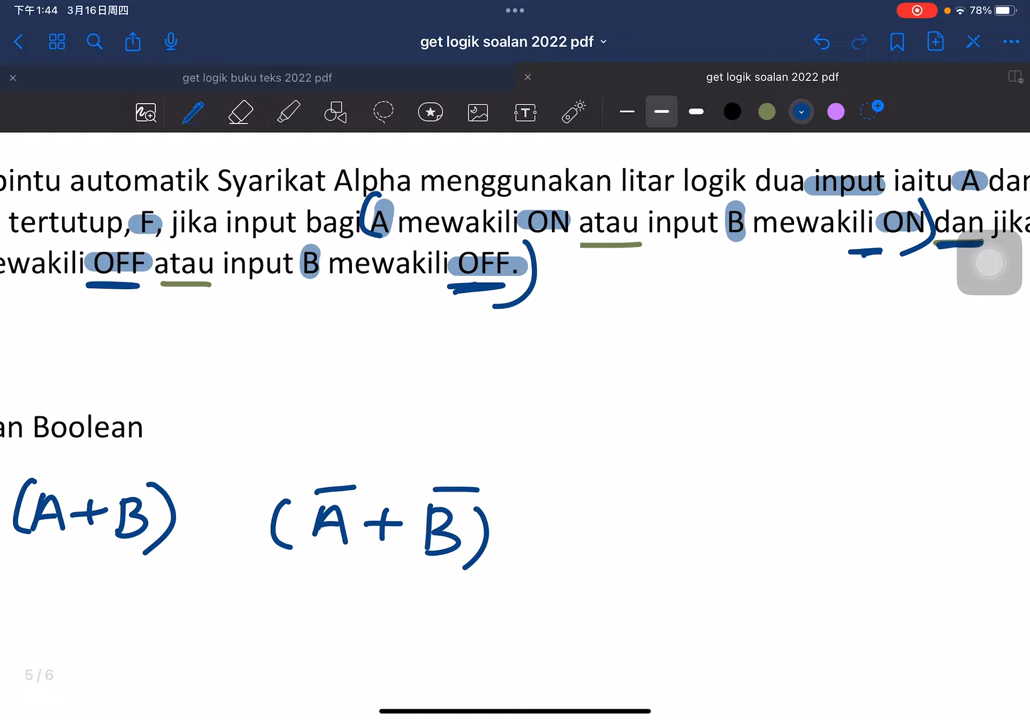 下午1:44 3月16日周四
78%
get logik soalan 2022 pdf
get logik buku teks 2022 pdf
get logik soalan 2022 pdf
pintu automatik Syarikat Alpha menggunakan litar logik dua input iaitu A dan
tertutup, F, jika input bagi (A mewakili ON atau input B mewakili ON) dan jika
ewakili OFF atau input B mewakili OFF.)
an Boolean
(A+B) (A̅ + B̅)
5 / 6